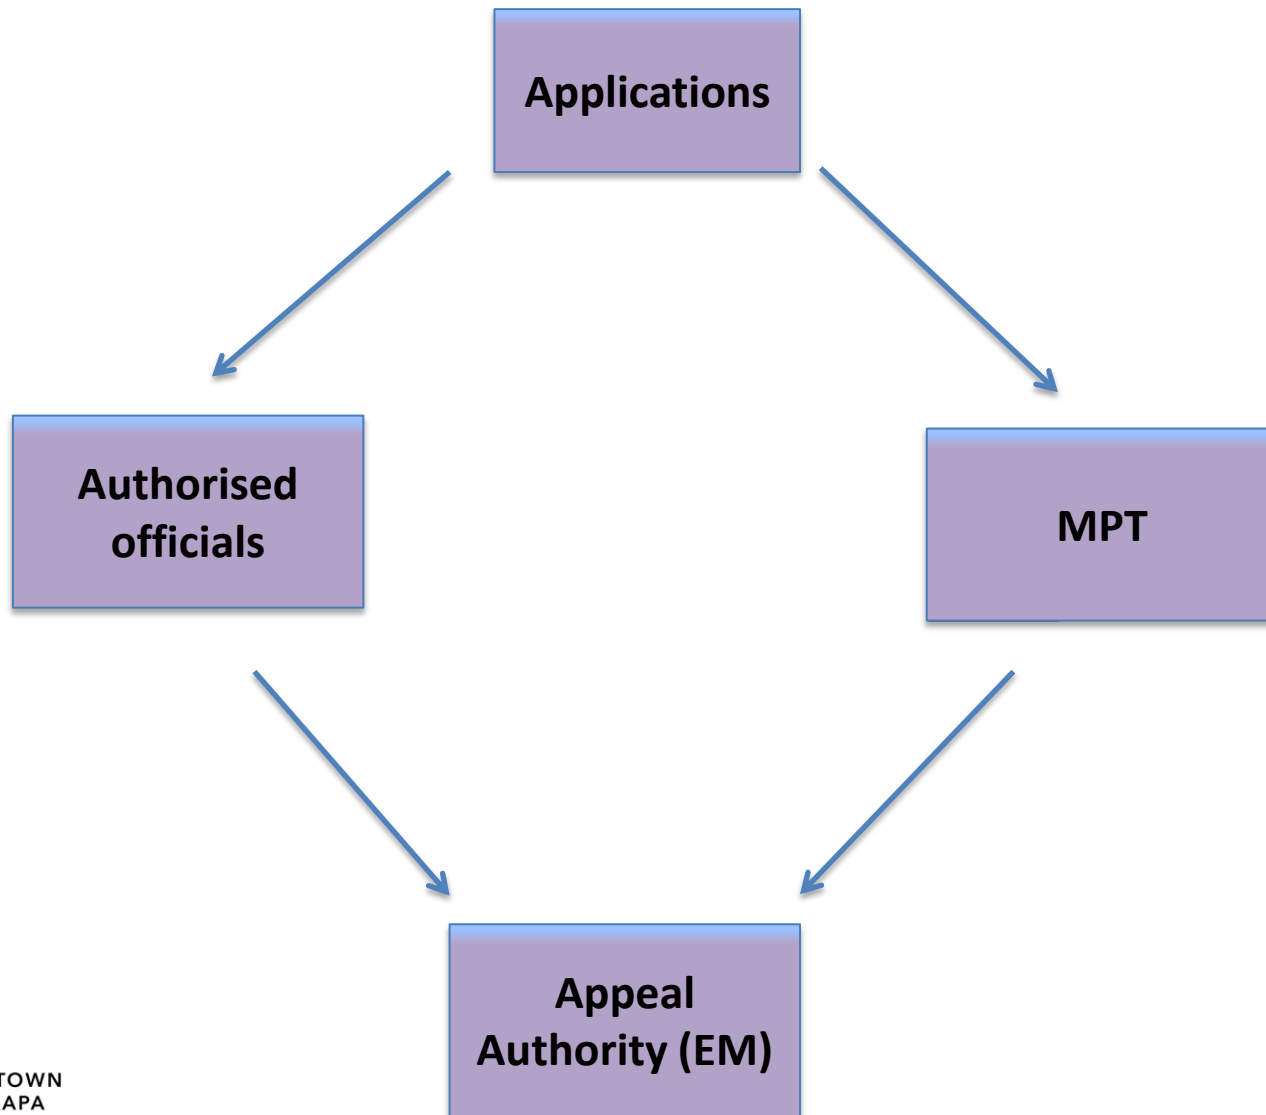 Applications
Authorised
officials
MPT
Appeal
Authority (EM)
TOWN
APA